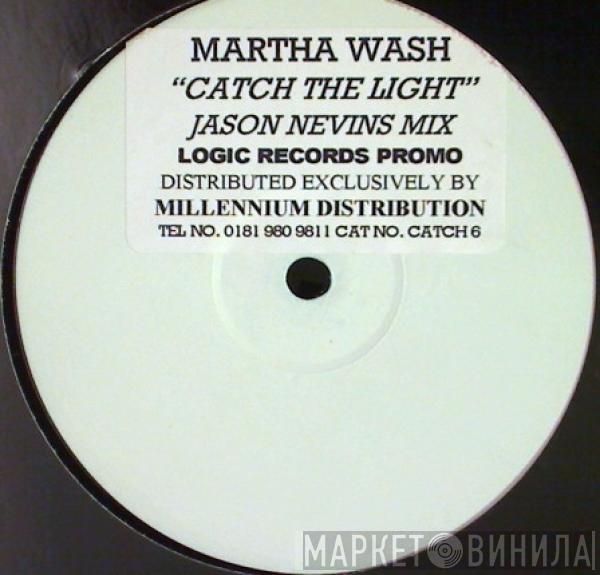 MARTHA WASH
“CATCH THE LIGHT”
JASON NEVINS MIX
LOGIC RECORDS PROMO
DISTRIBUTED EXCLUSIVELY BY
MILLENNIUM DISTRIBUTION
TEL NO. 0181 980 9811 CAT NO. CATCH 6
МАРКЕТ ВИНИЛА